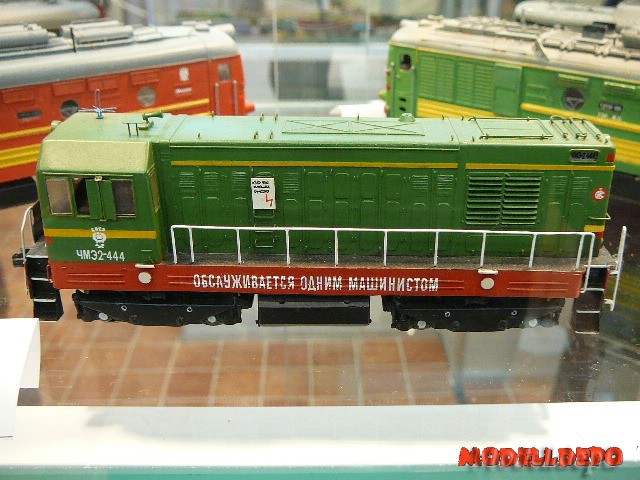 ЧМЭ2-444
ОБСЛУЖИВАЕТСЯ ОДНИМ МАШИНИСТОМ
MODELLDEPO